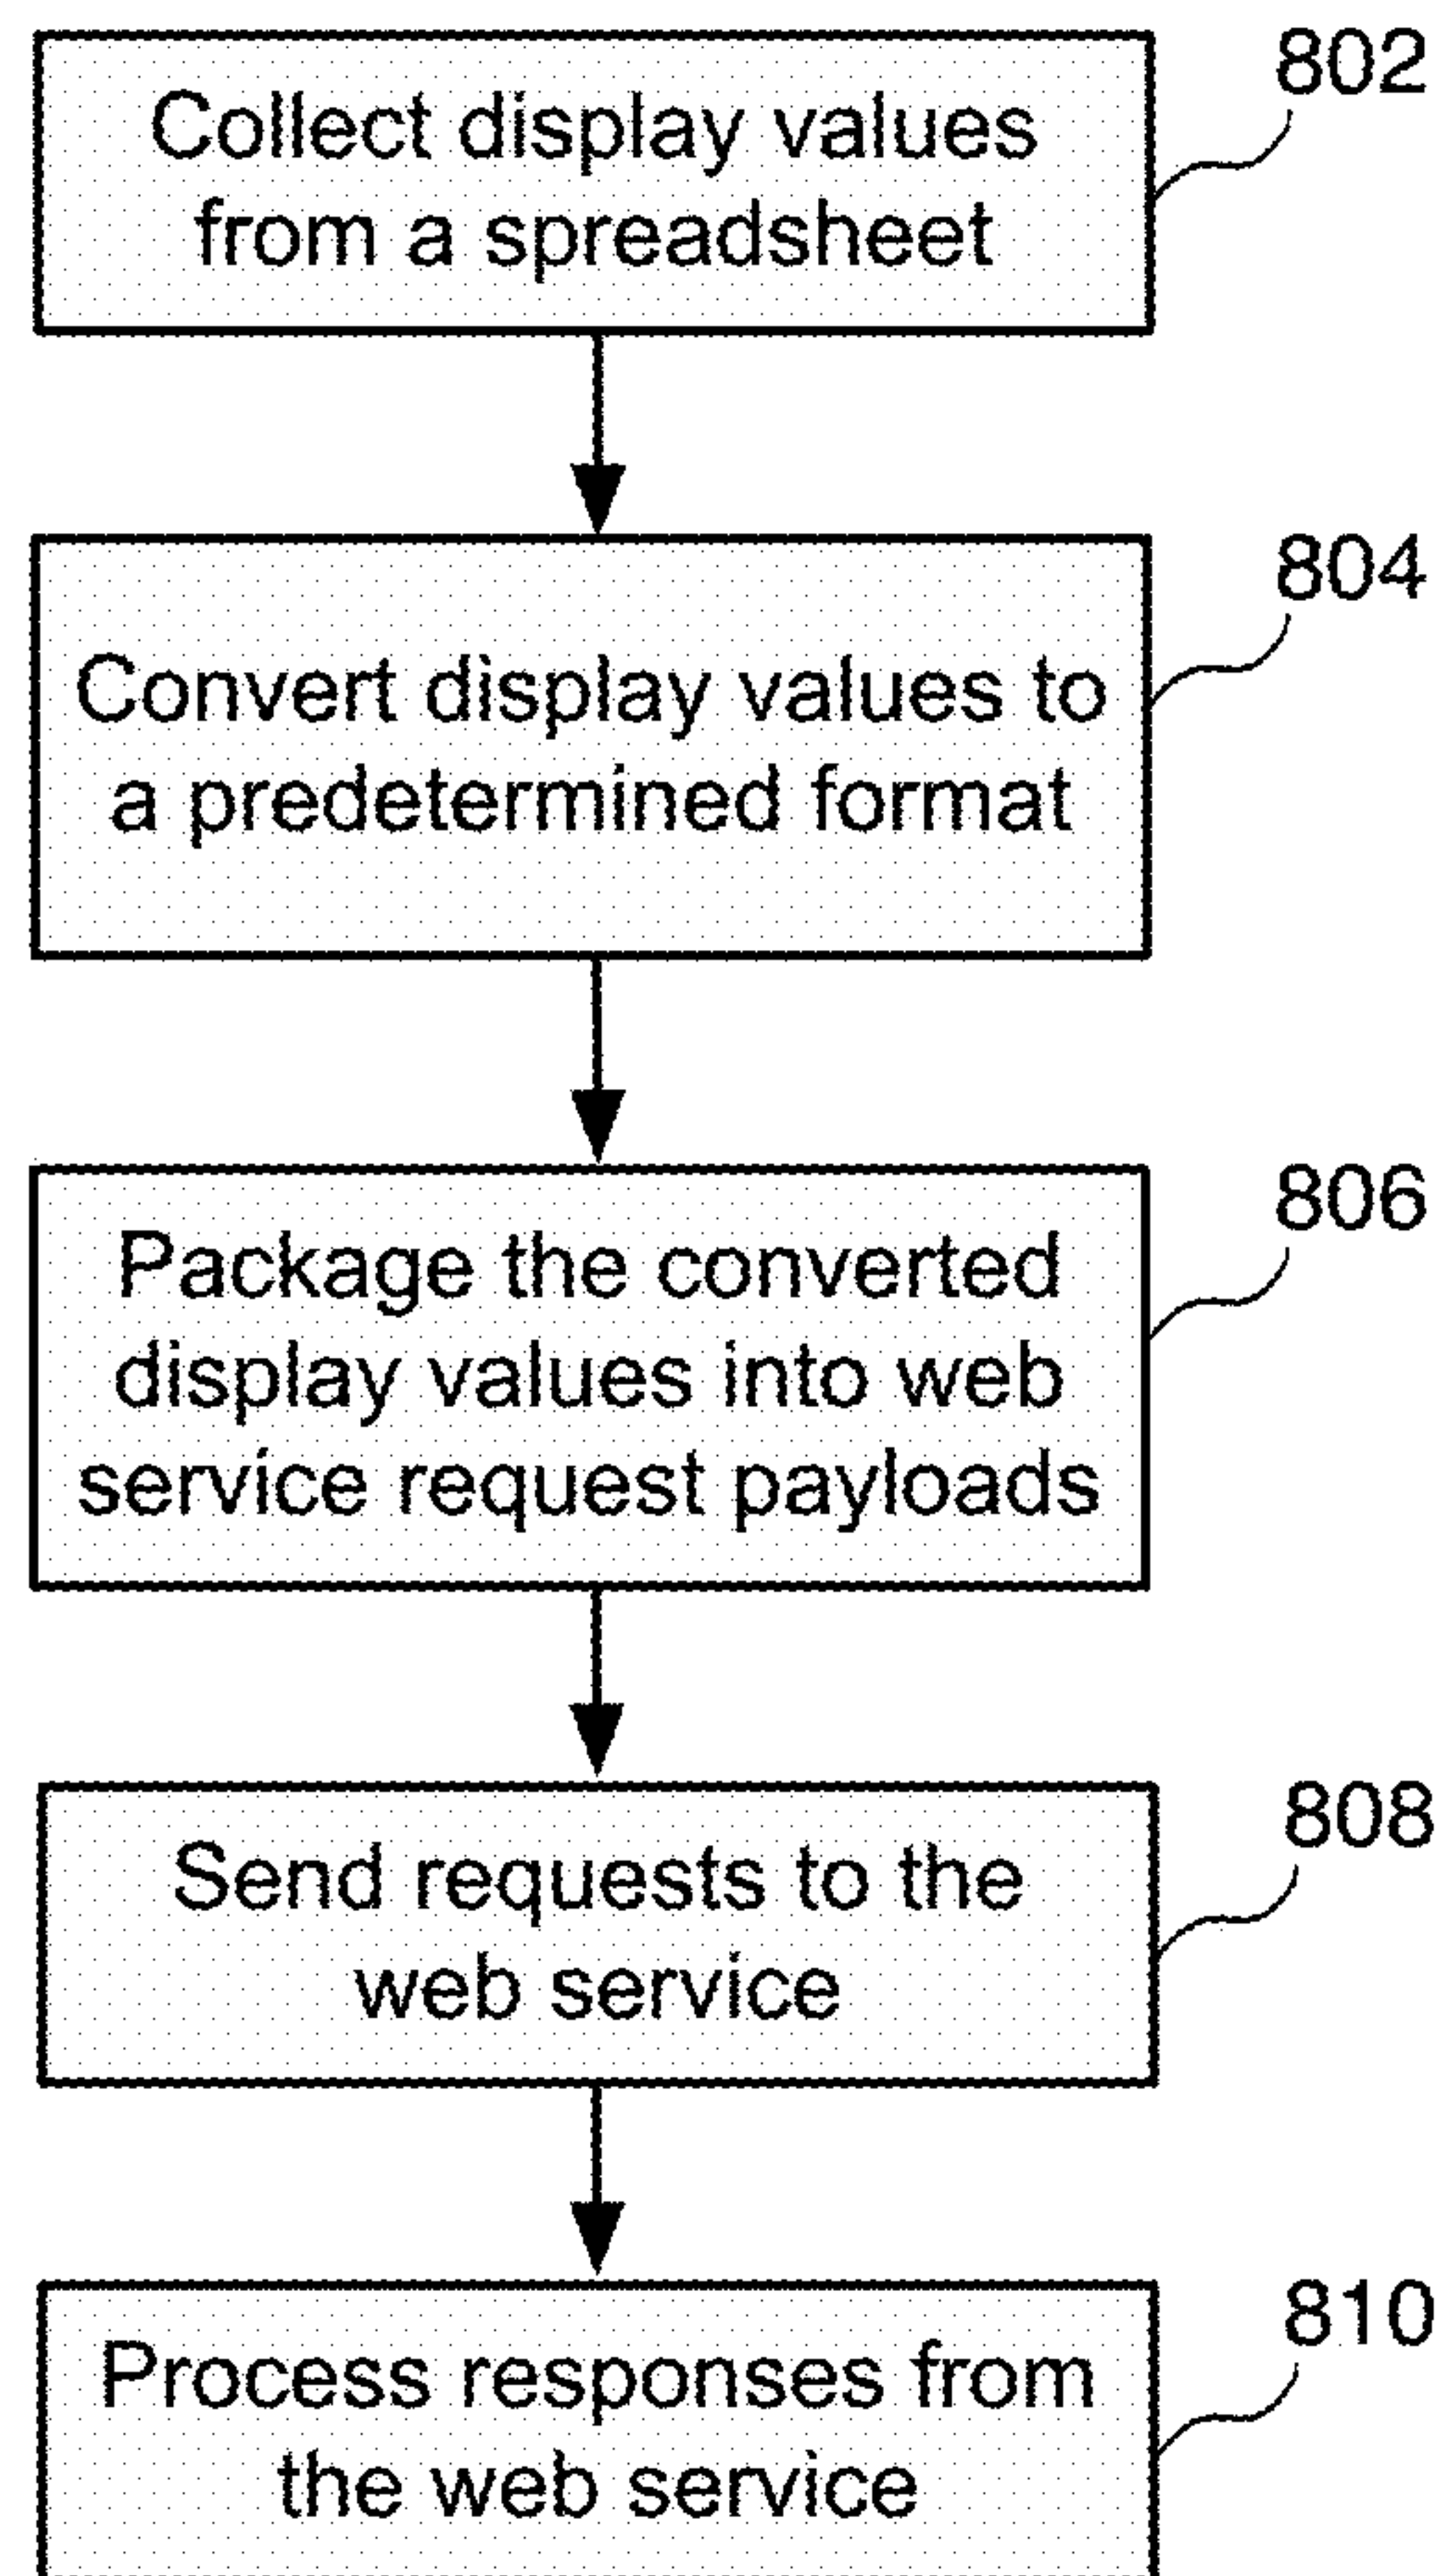 802
Collect display values
from a spreadsheet
804
Convert display values to
a predetermined format
806
Package the converted
display values into web
service request payloads
808
Send requests to the
web service
810
Process responses from
the web service